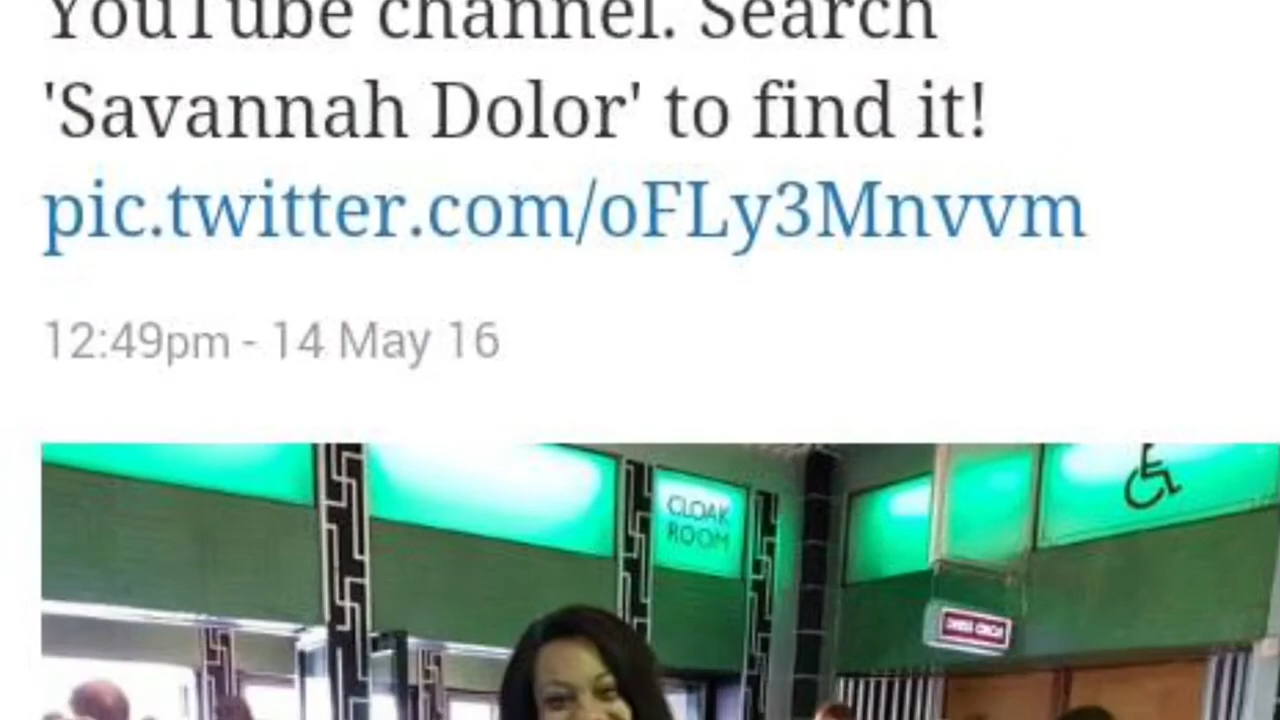 YouTube channel. Search
'Savannah Dolor' to find it!
pic.twitter.com/oFLy3Mnvvm
12:49pm - 14 May 16
CLOAK
ROOM